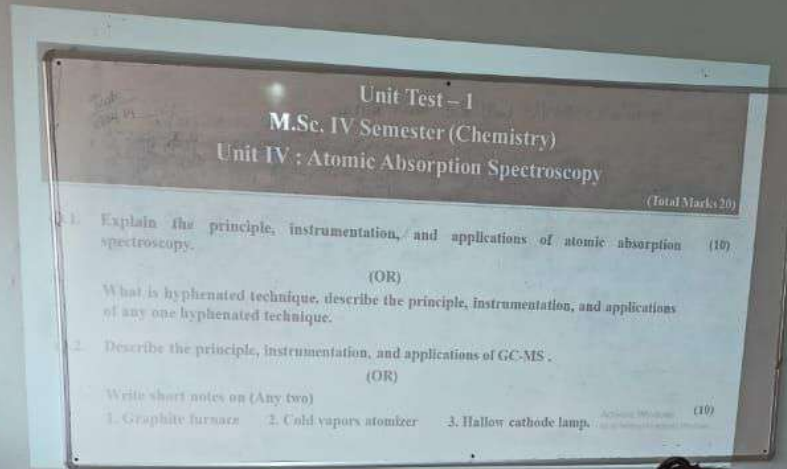 Unit Test – 1
M.Sc. IV Semester (Chemistry)
Unit IV : Atomic Absorption Spectroscopy
(Total Marks 20)
Q.1. Explain the principle, instrumentation, and applications of atomic absorption (10)
spectroscopy.
(OR)
What is hyphenated technique, describe the principle, instrumentation, and applications
of any one hyphenated technique.
2. Describe the principle, instrumentation, and applications of GC-MS .
(OR)
Write short notes on (Any two) (10)
1. Graphite furnace 2. Cold vapors atomizer 3. Hallow cathode lamp.
Activate Windows